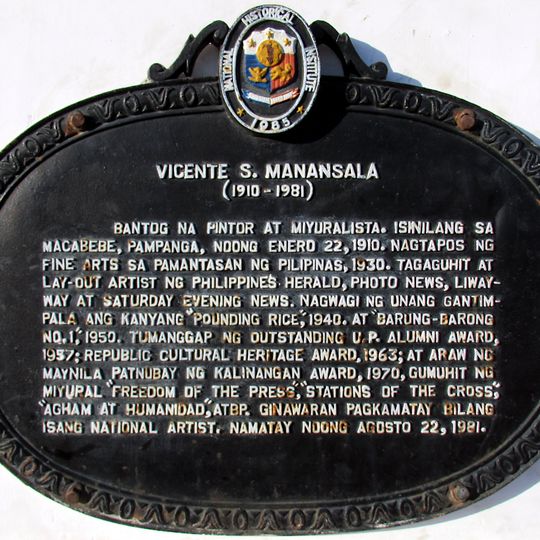 NATIONAL HISTORICAL INSTITUTE
1985
VICENTE S. MANANSALA
(1910 - 1981)
BANTOG NA PINTOR AT MIYURALISTA. ISINILANG SA
MACABEBE, PAMPANGA, NOONG ENERO 22, 1910. NAGTAPOS NG
FINE ARTS SA PAMANTASAN NG PILIPINAS, 1930. TAGAGUHIT AT
LAY-OUT ARTIST NG PHILIPPINES HERALD, PHOTO NEWS, LIWAY-
WAY AT SATURDAY EVENING NEWS. NAGWAGI NG UNANG GANTIM-
PALA ANG KANYANG "POUNDING RICE," 1940. AT "BARUNG-BARONG
NO. 1," 1950. TUMANGGAP NG OUTSTANDING U.P. ALUMNI AWARD,
1957; REPUBLIC CULTURAL HERITAGE AWARD, 1963; AT ARAW NG
MAYNILA PATNUBAY NG KALINANGAN AWARD, 1970, GUMUHIT NG
MIYURAL "FREEDOM OF THE PRESS," "STATIONS OF THE CROSS,"
"AGHAM AT HUMANIDAD," ATBP. GINAWARAN PAGKAMATAY BILANG
ISANG NATIONAL ARTIST. NAMATAY NOONG AGOSTO 22, 1981.